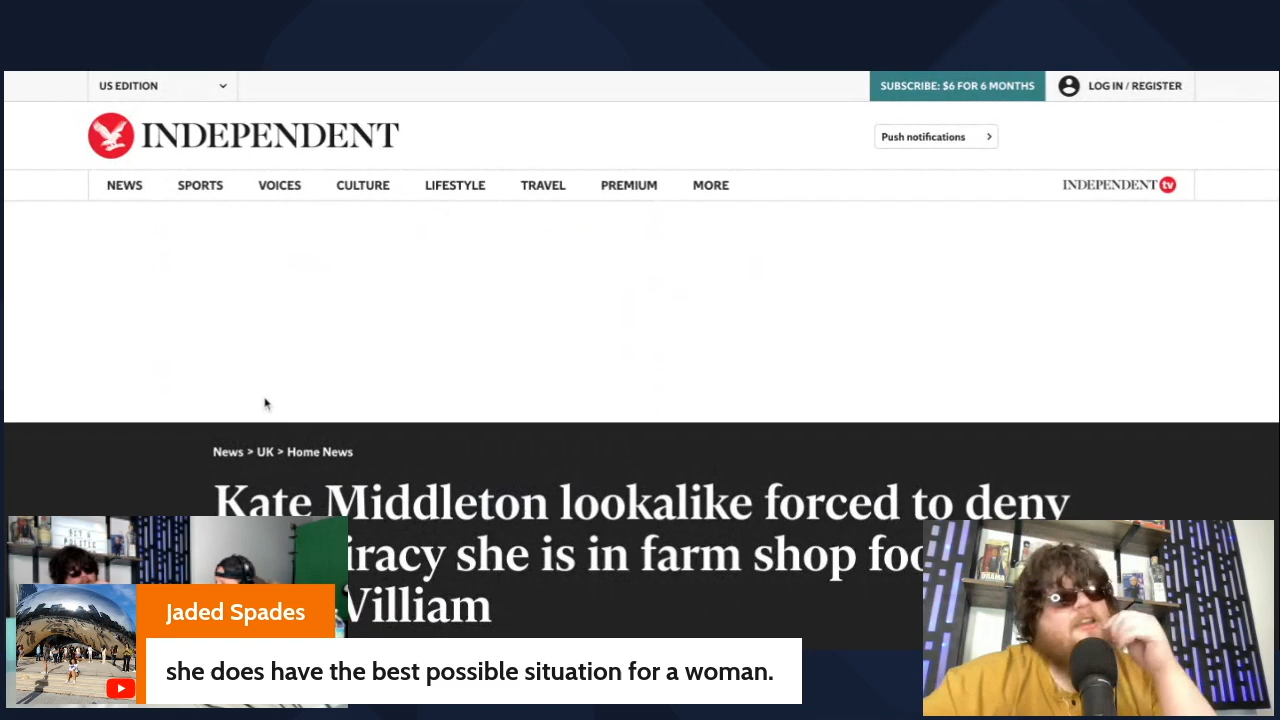 US EDITION
SUBSCRIBE: $6 FOR 6 MONTHS
LOG IN / REGISTER
INDEPENDENT
Push notifications
NEWS SPORTS VOICES CULTURE LIFESTYLE TRAVEL PREMIUM MORE
INDEPENDENT tv
News > UK > Home News
Kate Middleton lookalike forced to deny
she is in farm shop
William
Jaded Spades
she does have the best possible situation for a woman.
DRAMA